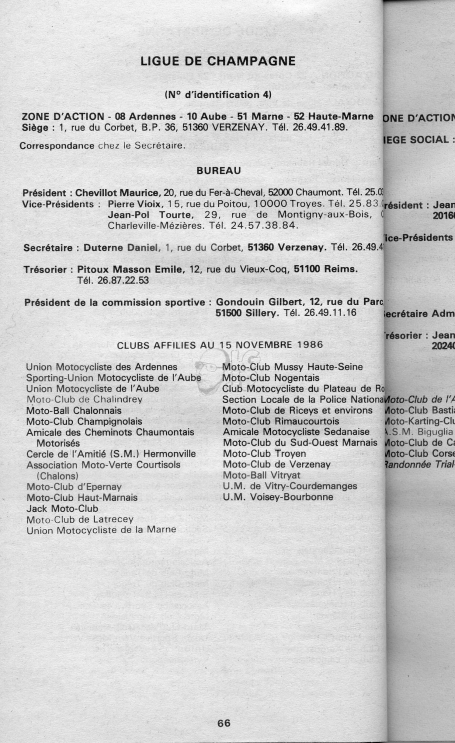 LIGUE DE CHAMPAGNE
(N° d'identification 4)
ZONE D'ACTION - 08 Ardennes - 10 Aube - 51 Marne - 52 Haute-Marne
Siège : 1, rue du Corbet, B.P. 36, 51360 VERZENAY. Tél. 26.49.41.89.
Correspondance chez le Secrétaire.
BUREAU
Président : Chevillot Maurice, 20, rue du Fer-à-Cheval, 52000 Chaumont. Tél. 25.0
Vice-Présidents : Pierre Vioix, 15, rue du Poitou, 10000 Troyes. Tél. 25.83.
Jean-Pol Tourte, 29, rue de Montigny-aux-Bois,
Charleville-Mézières. Tél. 24.57.38.84.
Secrétaire : Duterne Daniel, 1, rue du Corbet, 51360 Verzenay. Tél. 26.49.4
Trésorier : Pitoux Masson Emile, 12, rue du Vieux-Coq, 51100 Reims.
Tél. 26.87.22.53
Président de la commission sportive : Gondouin Gilbert, 12, rue du Parc
51500 Sillery. Tél. 26.49.11.16
CLUBS AFFILIES AU 15 NOVEMBRE 1986
Union Motocycliste des Ardennes
Sporting-Union Motocycliste de l'Aube
Union Motocycliste de l'Aube
Moto-Club de Chalindrey
Moto-Ball Chalonnais
Moto-Club Champignolais
Amicale des Cheminots Chaumontais
Motorisés
Cercle de l'Amitié (S.M.) Hermonville
Association Moto-Verte Courtisols
(Chalons)
Moto-Club d'Epernay
Moto-Club Haut-Marnais
Jack Moto-Club
Moto-Club de Latrecey
Union Motocycliste de la Marne
Moto-Club Mussy Haute-Seine
Moto-Club Nogentais
Club Motocycliste du Plateau de Ro
Section Locale de la Police Nationa
Moto-Club de Riceys et environs
Moto-Club Rimaucourtois
Amicale Motocycliste Sedanaise
Moto-Club du Sud-Ouest Marnais
Moto-Club Troyen
Moto-Club de Verzenay
Moto-Ball Vitryat
U.M. de Vitry-Courdemanges
U.M. Voisey-Bourbonne
66
ONE D'ACTION
IEGE SOCIAL :
résident : Jean
2016
ice-Présidents
ecrétaire Adm
résorier : Jean
2024
Moto-Club de l'A
Moto-Club Basti
Moto-Karting-Clu
A.S.M. Biguglia
Moto-Club de Ca
Moto-Club Corse
Randonnée Trial